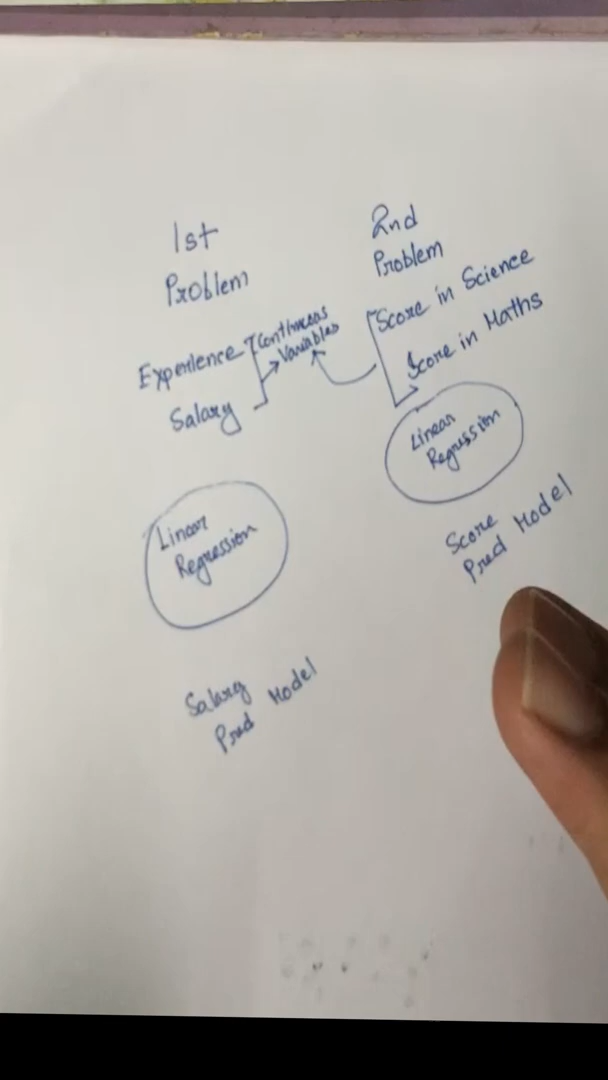 1st
Problem
Experience
Salary
Continuous
Variables
Linear
Regression
Salary
Pred Model
2nd
Problem
Score in Science
Score in Maths
Linear
Regression
Score
Pred Model